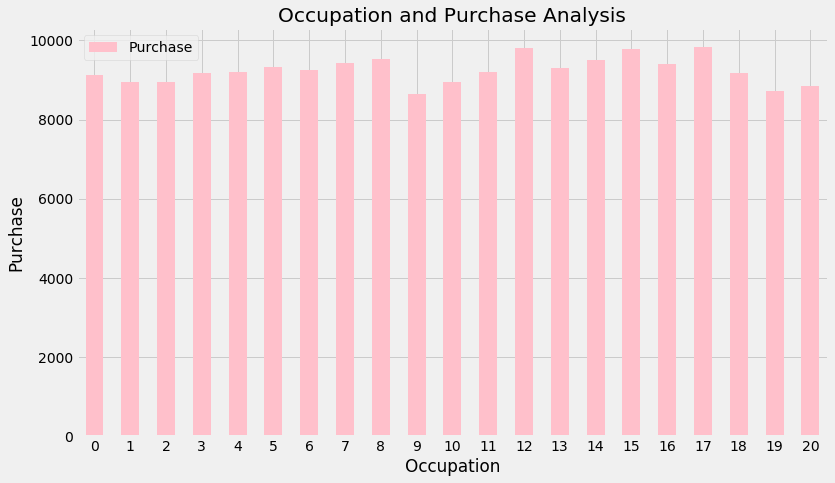 Occupation and Purchase Analysis
Purchase
10000
8000
6000
4000
2000
0
Purchase
0 1 2 3 4 5 6 7 8 9 10 11 12 13 14 15 16 17 18 19 20
Occupation